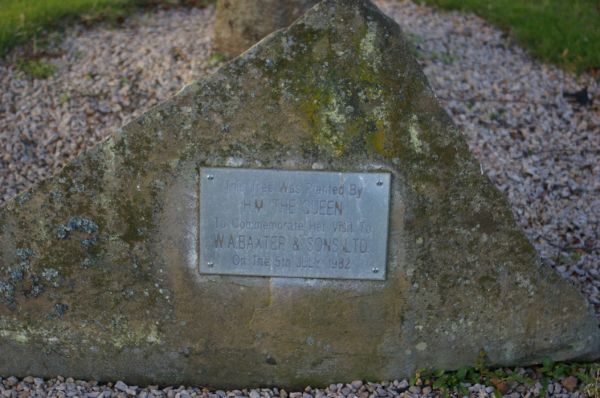 This Tree Was Planted By
H.M. THE QUEEN
To Commemorate Her Visit To
W.A.BAXTER & SONS LTD.
On The 5th JULY 1982